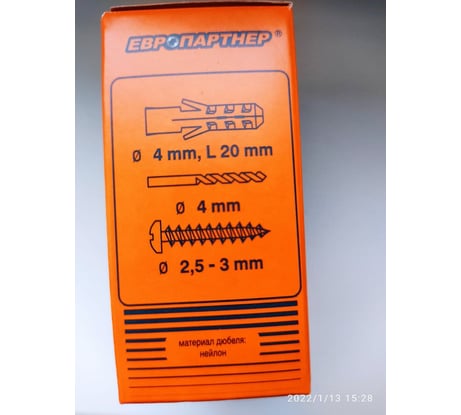 ЕВРОПАРТНЕР®
Ø 4 mm, L 20 mm
Ø 4 mm
Ø 2,5 - 3 mm
материал дюбеля:
нейлон
2022/1/13 15:28